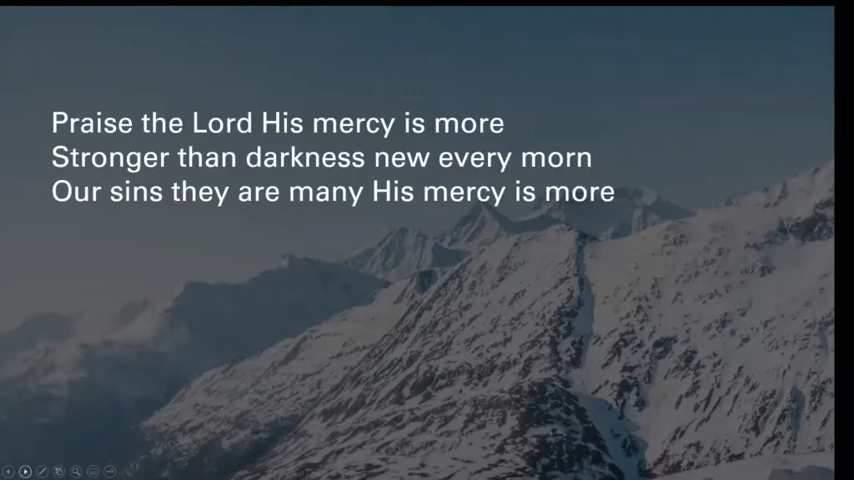 Praise the Lord His mercy is more
Stronger than darkness new every morn
Our sins they are many His mercy is more